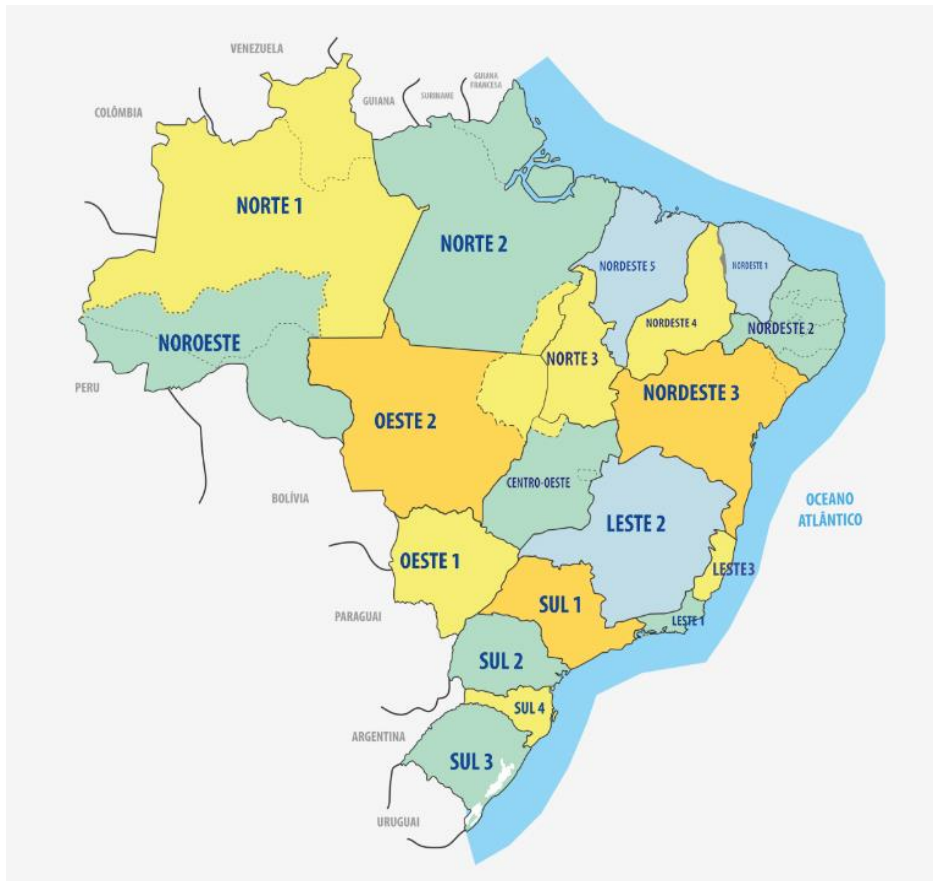 VENEZUELA
GUIANA
FRANCESA
SURINAME
GUIANA
COLÔMBIA
NORTE 1
NORTE 2
NORDESTE 5
NORDESTE 1
NORDESTE 4
NORDESTE 2
NOROESTE
NORTE 3
PERU
NORDESTE 3
OESTE 2
CENTRO-OESTE
BOLÍVIA
OCEANO
ATLÂNTICO
LESTE 2
OESTE 1
LESTE 3
SUL 1
PARAGUAI
LESTE 1
SUL 2
SUL 4
ARGENTINA
SUL 3
URUGUAI